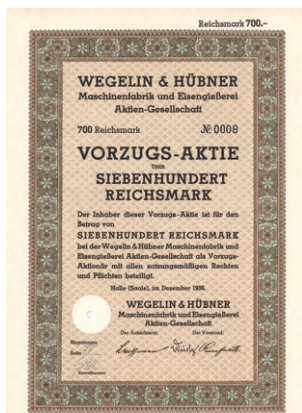 Reichsmark 700.–
WEGELIN & HÜBNER
Maschinenfabrik und Eisengießerei
Aktien-Gesellschaft
700 Reichsmark № 0008
VORZUGS-AKTIE
ÜBER
SIEBENHUNDERT
REICHSMARK
Der Inhaber dieser Vorzugs-Aktie ist für den
Betrag von
SIEBENHUNDERT REICHSMARK
bei der Wegelin & Hübner Maschinenfabrik und
Eisengießerei Aktien-Gesellschaft als Vorzugs-
Aktionär mit allen satzungsmäßigen Rechten
und Pflichten beteiligt.
Halle (Saale), im Dezember 1936.
WEGELIN & HÜBNER
Maschinenfabrik und Eisengießerei
Aktien-Gesellschaft
Der Aufsichtsrat: Der Vorstand:
Eingetragen
Seite